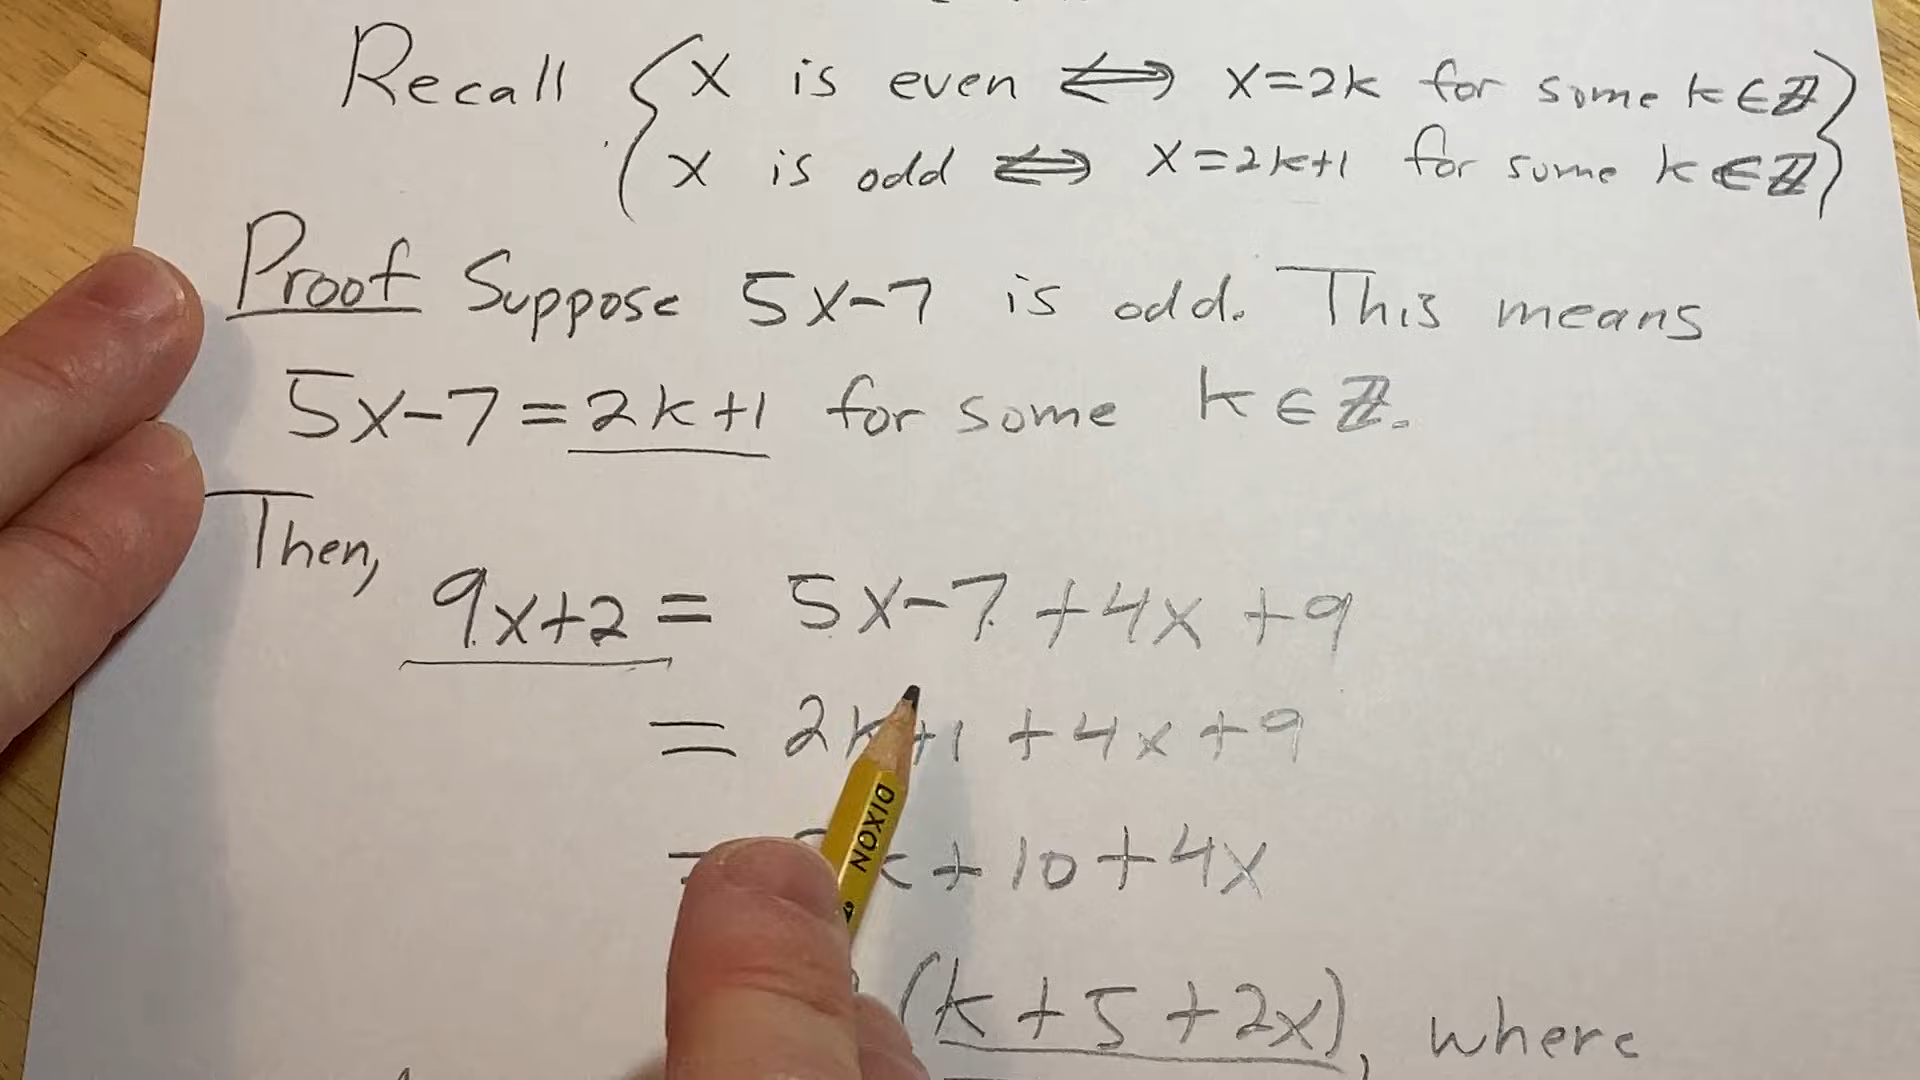 Recall { x is even ⟺ x=2k for some k∈ℤ }
x is odd ⟺ x=2k+1 for some k∈ℤ
Proof Suppose 5x-7 is odd. This means
5x-7=2k+1 for some k∈ℤ.
Then,
9x+2 = 5x-7+4x+9
= 2k+1+4x+9
+10+4x
(k+5+2x), where
DIXON